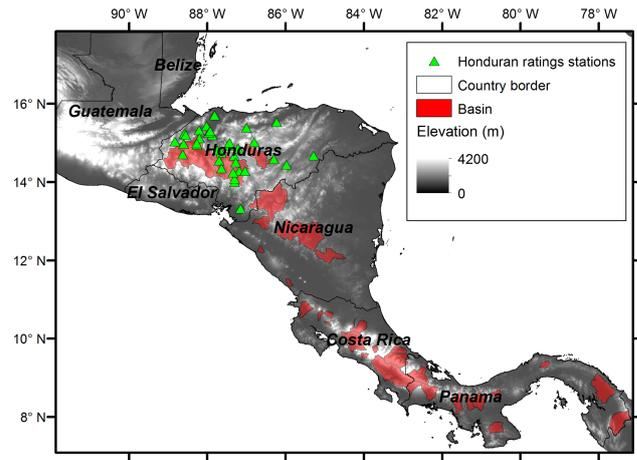 90° W 88° W 86° W 84° W 82° W 80° W 78° W
Belize
Honduran ratings stations
Country border
Basin
Elevation (m)
4200
0
16° N
Guatemala
Honduras
14° N
El Salvador
Nicaragua
12° N
10° N
Costa Rica
Panama
8° N